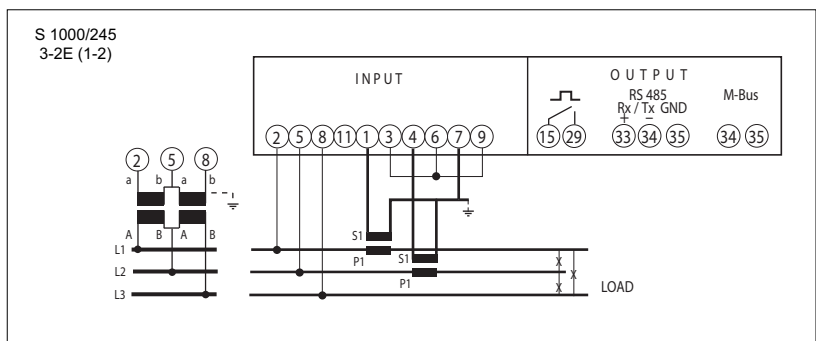 S 1000/245
3-2E (1-2)
INPUT
OUTPUT
RS 485
Rx / Tx GND
+ −
M-Bus
2 5 8 11 1 3 4 6 7 9
15 29
33 34 35
34 35
2 5 8
a b a b
A B A B
S1
P1
S1
P1
L1
L2
L3
LOAD